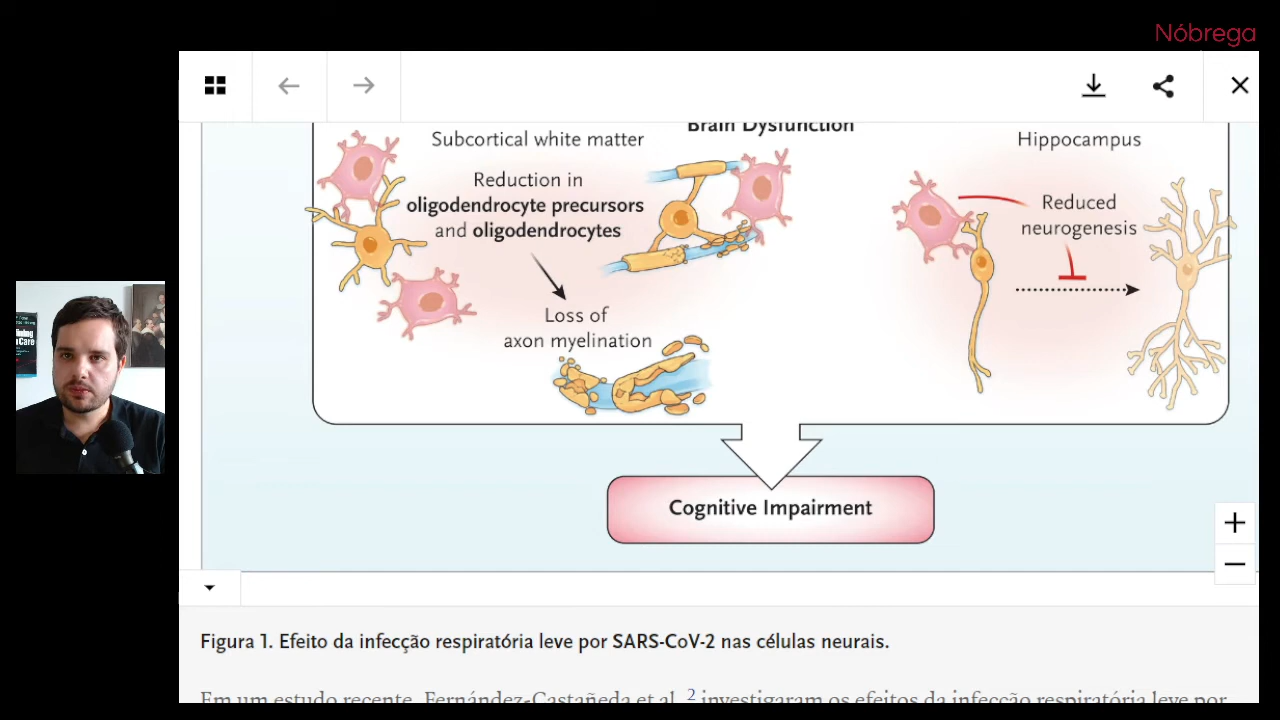 Nóbrega
Brain Dysfunction
Subcortical white matter
Reduction in
oligodendrocyte precursors
and oligodendrocytes
Loss of
axon myelination
Hippocampus
Reduced
neurogenesis
Cognitive Impairment
Figura 1. Efeito da infecção respiratória leve por SARS-CoV-2 nas células neurais.
Em um estudo recente, Fernández-Castañeda et al. 2 investigaram os efeitos da infecção respiratória leve por